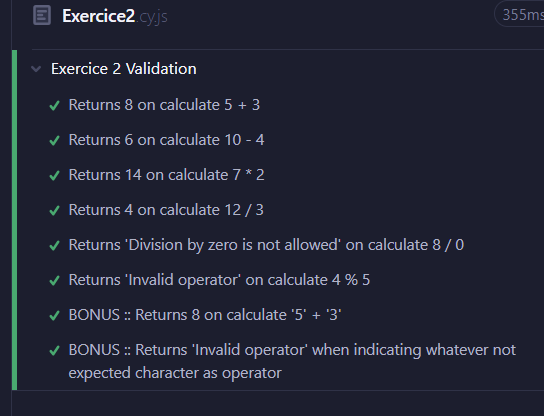 Exercice2.cy.js
355ms
Exercice 2 Validation
Returns 8 on calculate 5 + 3
Returns 6 on calculate 10 - 4
Returns 14 on calculate 7 * 2
Returns 4 on calculate 12 / 3
Returns 'Division by zero is not allowed' on calculate 8 / 0
Returns 'Invalid operator' on calculate 4 % 5
BONUS :: Returns 8 on calculate '5' + '3'
BONUS :: Returns 'Invalid operator' when indicating whatever not
expected character as operator